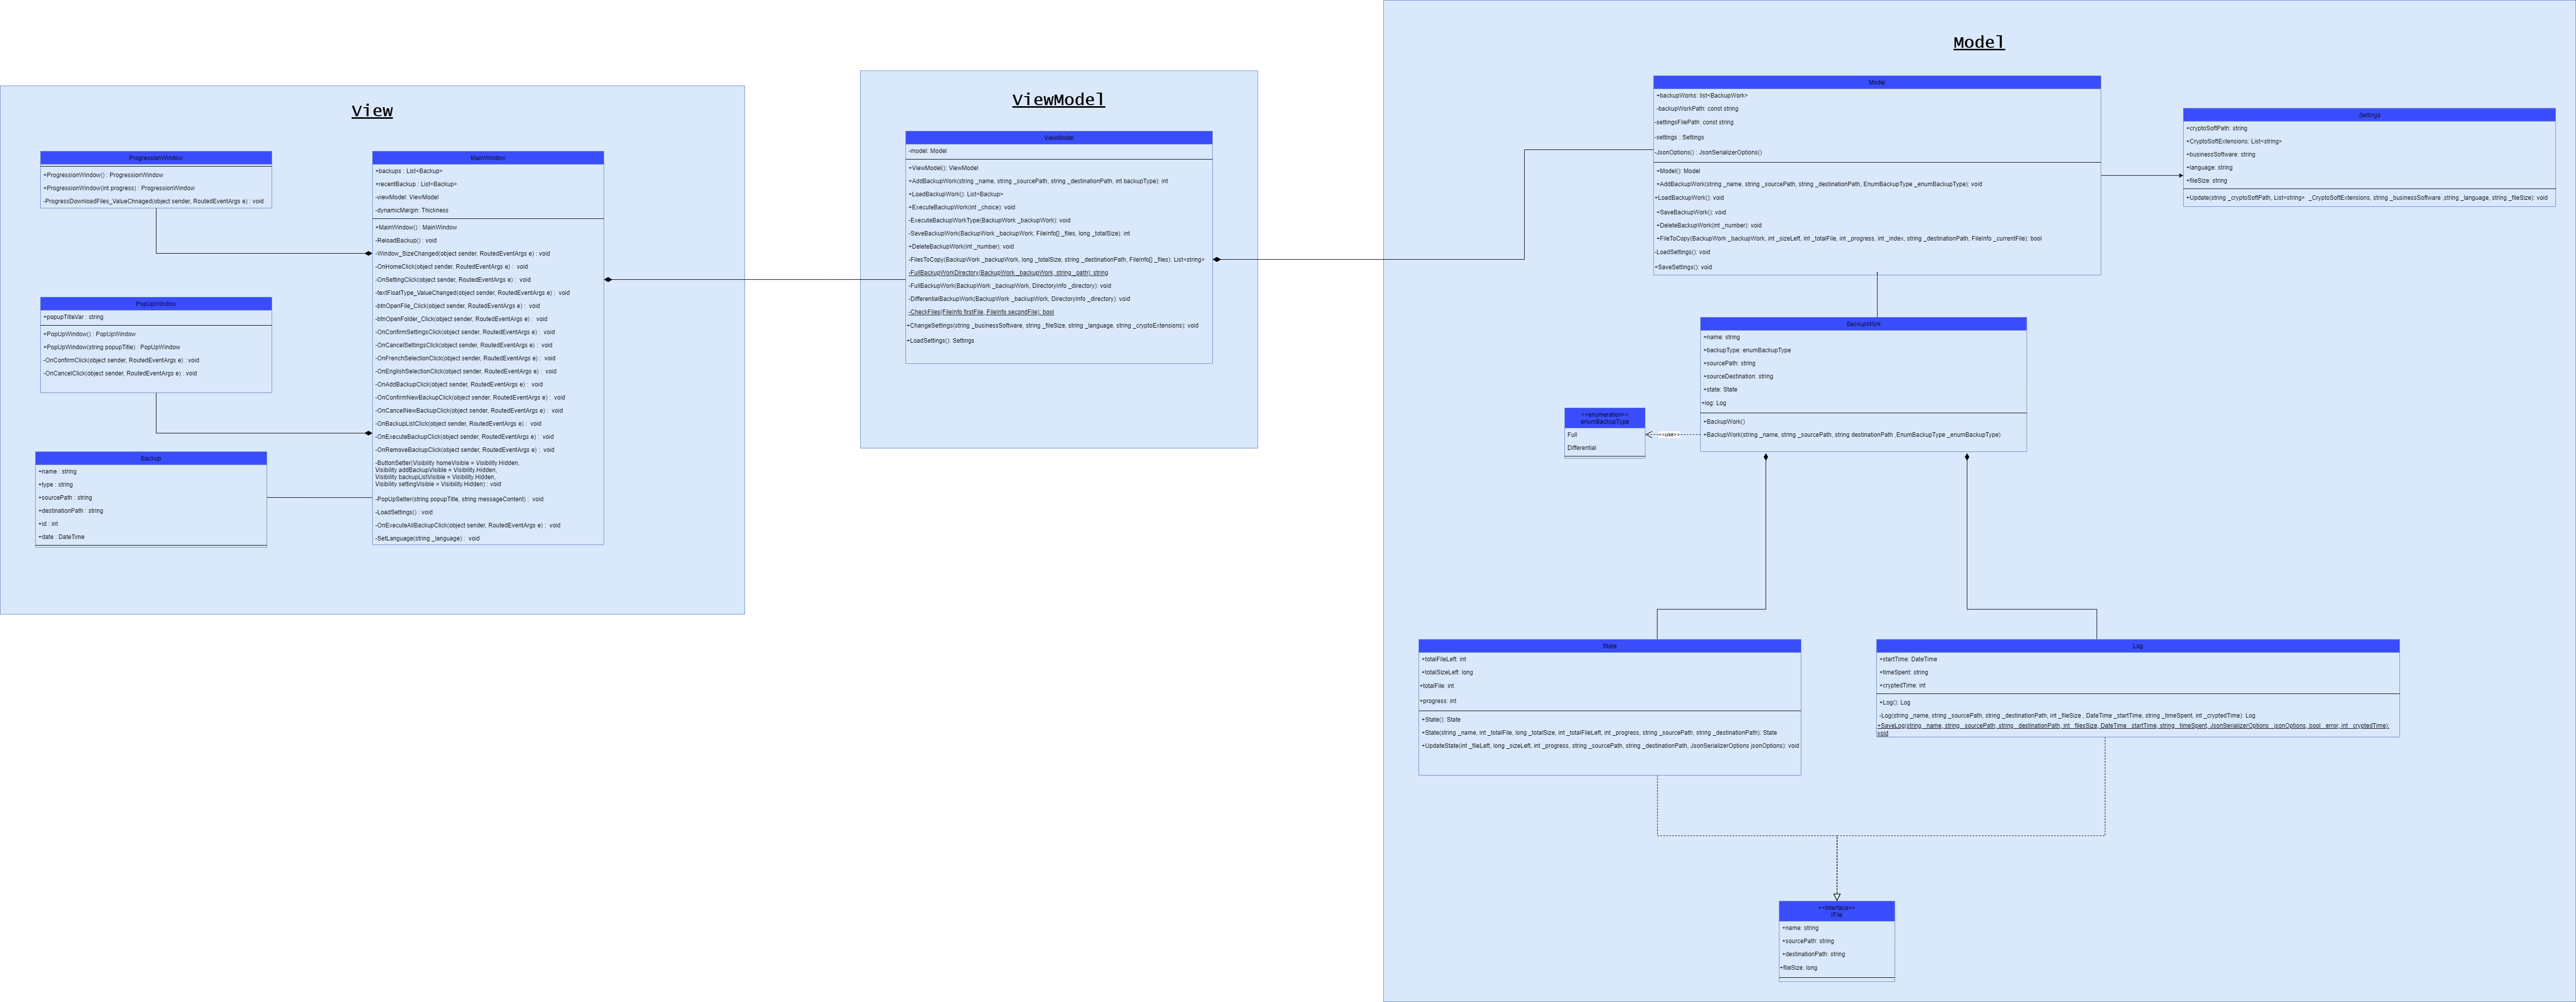 View
ProgressionWindow
+ProgressionWindow() : ProgressionWindow
+ProgressionWindow(int progress) : ProgressionWindow
-ProgressDownloadFiles_ValueChnaged(object sender, RoutedEventArgs e) : void
PopUpWindow
+popupTitleVar : string
+PopUpWindow() : PopUpWindow
+PopUpWindow(string popupTitle) : PopUpWindow
-OnConfirmClick(object sender, RoutedEventArgs e) : void
-OnCancelClick(object sender, RoutedEventArgs e) : void
Backup
+name : string
+type : string
+sourcePath : string
+destinationPath : string
+id : int
+date : DateTime
MainWindow
+backups : List<Backup>
+recentBackup : List<Backup>
-viewModel: ViewModel
-dynamicMargin: Thickness
+MainWindow() : MainWindow
-ReloadBackup() : void
-Window_SizeChanged(object sender, RoutedEventArgs e) : void
-OnHomeClick(object sender, RoutedEventArgs e) : void
-OnSettingClick(object sender, RoutedEventArgs e) : void
-textFloatType_ValueChanged(object sender, RoutedEventArgs e) : void
-btnOpenFile_Click(object sender, RoutedEventArgs e) : void
-btnOpenFolder_Click(object sender, RoutedEventArgs e) : void
-OnConfirmSettingsClick(object sender, RoutedEventArgs e) : void
-OnCancelSettingsClick(object sender, RoutedEventArgs e) : void
-OnFrenchSelectionClick(object sender, RoutedEventArgs e) : void
-OnEnglishSelectionClick(object sender, RoutedEventArgs e) : void
-OnAddBackupClick(object sender, RoutedEventArgs e) : void
-OnConfirmNewBackupClick(object sender, RoutedEventArgs e) : void
-OnCancelNewBackupClick(object sender, RoutedEventArgs e) : void
-OnBackupListClick(object sender, RoutedEventArgs e) : void
-OnExecuteBackupClick(object sender, RoutedEventArgs e) : void
-OnRemoveBackupClick(object sender, RoutedEventArgs e) : void
-ButtonSetter(Visibility homeVisible = Visibility.Hidden,
Visibility addBackupVisible = Visibility.Hidden,
Visibility backupListVisible = Visibility.Hidden,
Visibility settingVisible = Visibility.Hidden) : void
-PopUpSetter(string popupTitle, string messageContent) : void
-LoadSettings() : void
-OnExecuteAllBackupClick(object sender, RoutedEventArgs e) : void
-SetLanguage(string _language) : void
ViewModel
ViewModel
-model: Model
+ViewModel(): ViewModel
+AddBackupWork(string _name, string _sourcePath, string _destinationPath, int backupType): int
+LoadBackupWork(): List<Backup>
+ExecuteBackupWork(int _choice): void
-ExecuteBackupWorkType(BackupWork _backupWork): void
-SaveBackupWork(BackupWork _backupWork, FileInfo[] _files, long _totalSize): int
+DeleteBackupWork(int _number): void
-FilesToCopy(BackupWork _backupWork, long _totalSize, string _destinationPath, FileInfo[] _files): List<string>
-FullBackupWorkDirectory(BackupWork _backupWork, string _path): string
-FullBackupWork(BackupWork _backupWork, DirectoryInfo _directory): void
-DifferentialBackupWork(BackupWork _backupWork, DirectoryInfo _directory): void
-CheckFiles(FileInfo firstFile, FileInfo secondFile): bool
+ChangeSettings(string _businessSoftware, string _fileSize, string _language, string _cryptoExtensions): void
+LoadSettings(): Settings
Model
Model
+backupWorks: list<BackupWork>
-backupWorkPath: const string
-settingsFilePath: const string
-settings : Settings
-JsonOptions() : JsonSerializerOptions()
+Model(): Model
+AddBackupWork(string _name, string _sourcePath, string _destinationPath, EnumBackupType _enumBackupType): void
+LoadBackupWork(): void
+SaveBackupWork(): void
+DeleteBackupWork(int _number): void
+FileToCopy(BackupWork _backupWork, int _sizeLeft, int _totalFile, int _progress, int _index, string _destinationPath, FileInfo _currentFile): bool
-LoadSettings(): void
+SaveSettings(): void
Settings
+cryptoSoftPath: string
+CryptoSoftExtensions: List<string>
+businessSoftware: string
+language: string
+fileSize: string
+Update(string _cryptoSoftPath, List<string> _CryptoSoftExtensions, string _businessSoftware ,string _language, string _fileSize): void
BackupWork
+name: string
+backupType: enumBackupType
+sourcePath: string
+sourceDestination: string
+state: State
+log: Log
+BackupWork()
+BackupWork(string _name, string _sourcePath, string destinationPath ,EnumBackupType _enumBackupType)
<<enumeration>>
enumBackupType
Full
Differential
<<use>>
State
+totalFileLeft: int
+totalSizeLeft: long
+totalFile: int
+progress: int
+State(): State
+State(string _name, int _totalFile, long _totalSize, int _totalFileLeft, int _progress, string _sourcePath, string _destinationPath): State
+UpdateState(int _fileLeft, long _sizeLeft, int _progress, string _sourcePath, string _destinationPath, JsonSerializerOptions jsonOptions): void
Log
+startTime: DateTime
+timeSpent: string
+cryptedTime: int
+Log(): Log
-Log(string _name, string _sourcePath, string _destinationPath, int _fileSize , DateTime _startTime, string _timeSpent, int _cryptedTime): Log
+SaveLog(string _name, string _sourcePath, string _destinationPath, int _filesSize, DateTime _startTime, string _timeSpent, JsonSerializerOptions _jsonOptions, bool _error, int _cryptedTime):
void
<<interface>>
IFile
+name: string
+sourcePath: string
+destinationPath: string
+fileSize: long